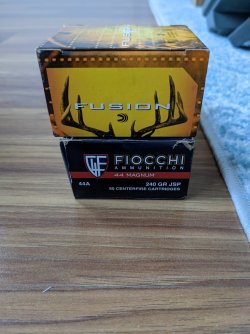 FUSION
FIOCCHI
AMMUNITION
44 MAGNUM
44A
240 GR JSP
50 CENTERFIRE CARTRIDGES